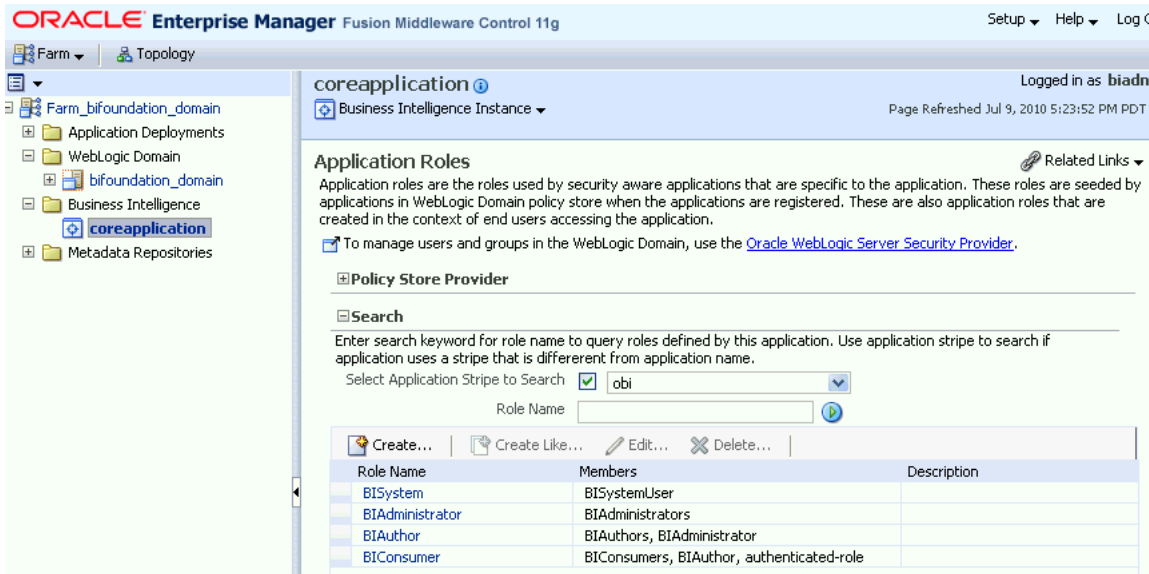 ORACLE Enterprise Manager Fusion Middleware Control 11g
Setup Help Log
Farm Topology
Farm_bifoundation_domain
Application Deployments
WebLogic Domain
bifoundation_domain
Business Intelligence
coreapplication
Metadata Repositories
coreapplication
Logged in as biadn
Business Intelligence Instance
Page Refreshed Jul 9, 2010 5:23:52 PM PDT
Application Roles
Related Links
Application roles are the roles used by security aware applications that are specific to the application. These roles are seeded by
applications in WebLogic Domain policy store when the applications are registered. These are also application roles that are
created in the context of end users accessing the application.
To manage users and groups in the WebLogic Domain, use the Oracle WebLogic Server Security Provider.
Policy Store Provider
Search
Enter search keyword for role name to query roles defined by this application. Use application stripe to search if
application uses a stripe that is differerent from application name.
Select Application Stripe to Search obi
Role Name
Create... Create Like... Edit... Delete...
Role Name Members Description
BISystem BISystemUser
BIAdministrator BIAdministrators
BIAuthor BIAuthors, BIAdministrator
BIConsumer BIConsumers, BIAuthor, authenticated-role